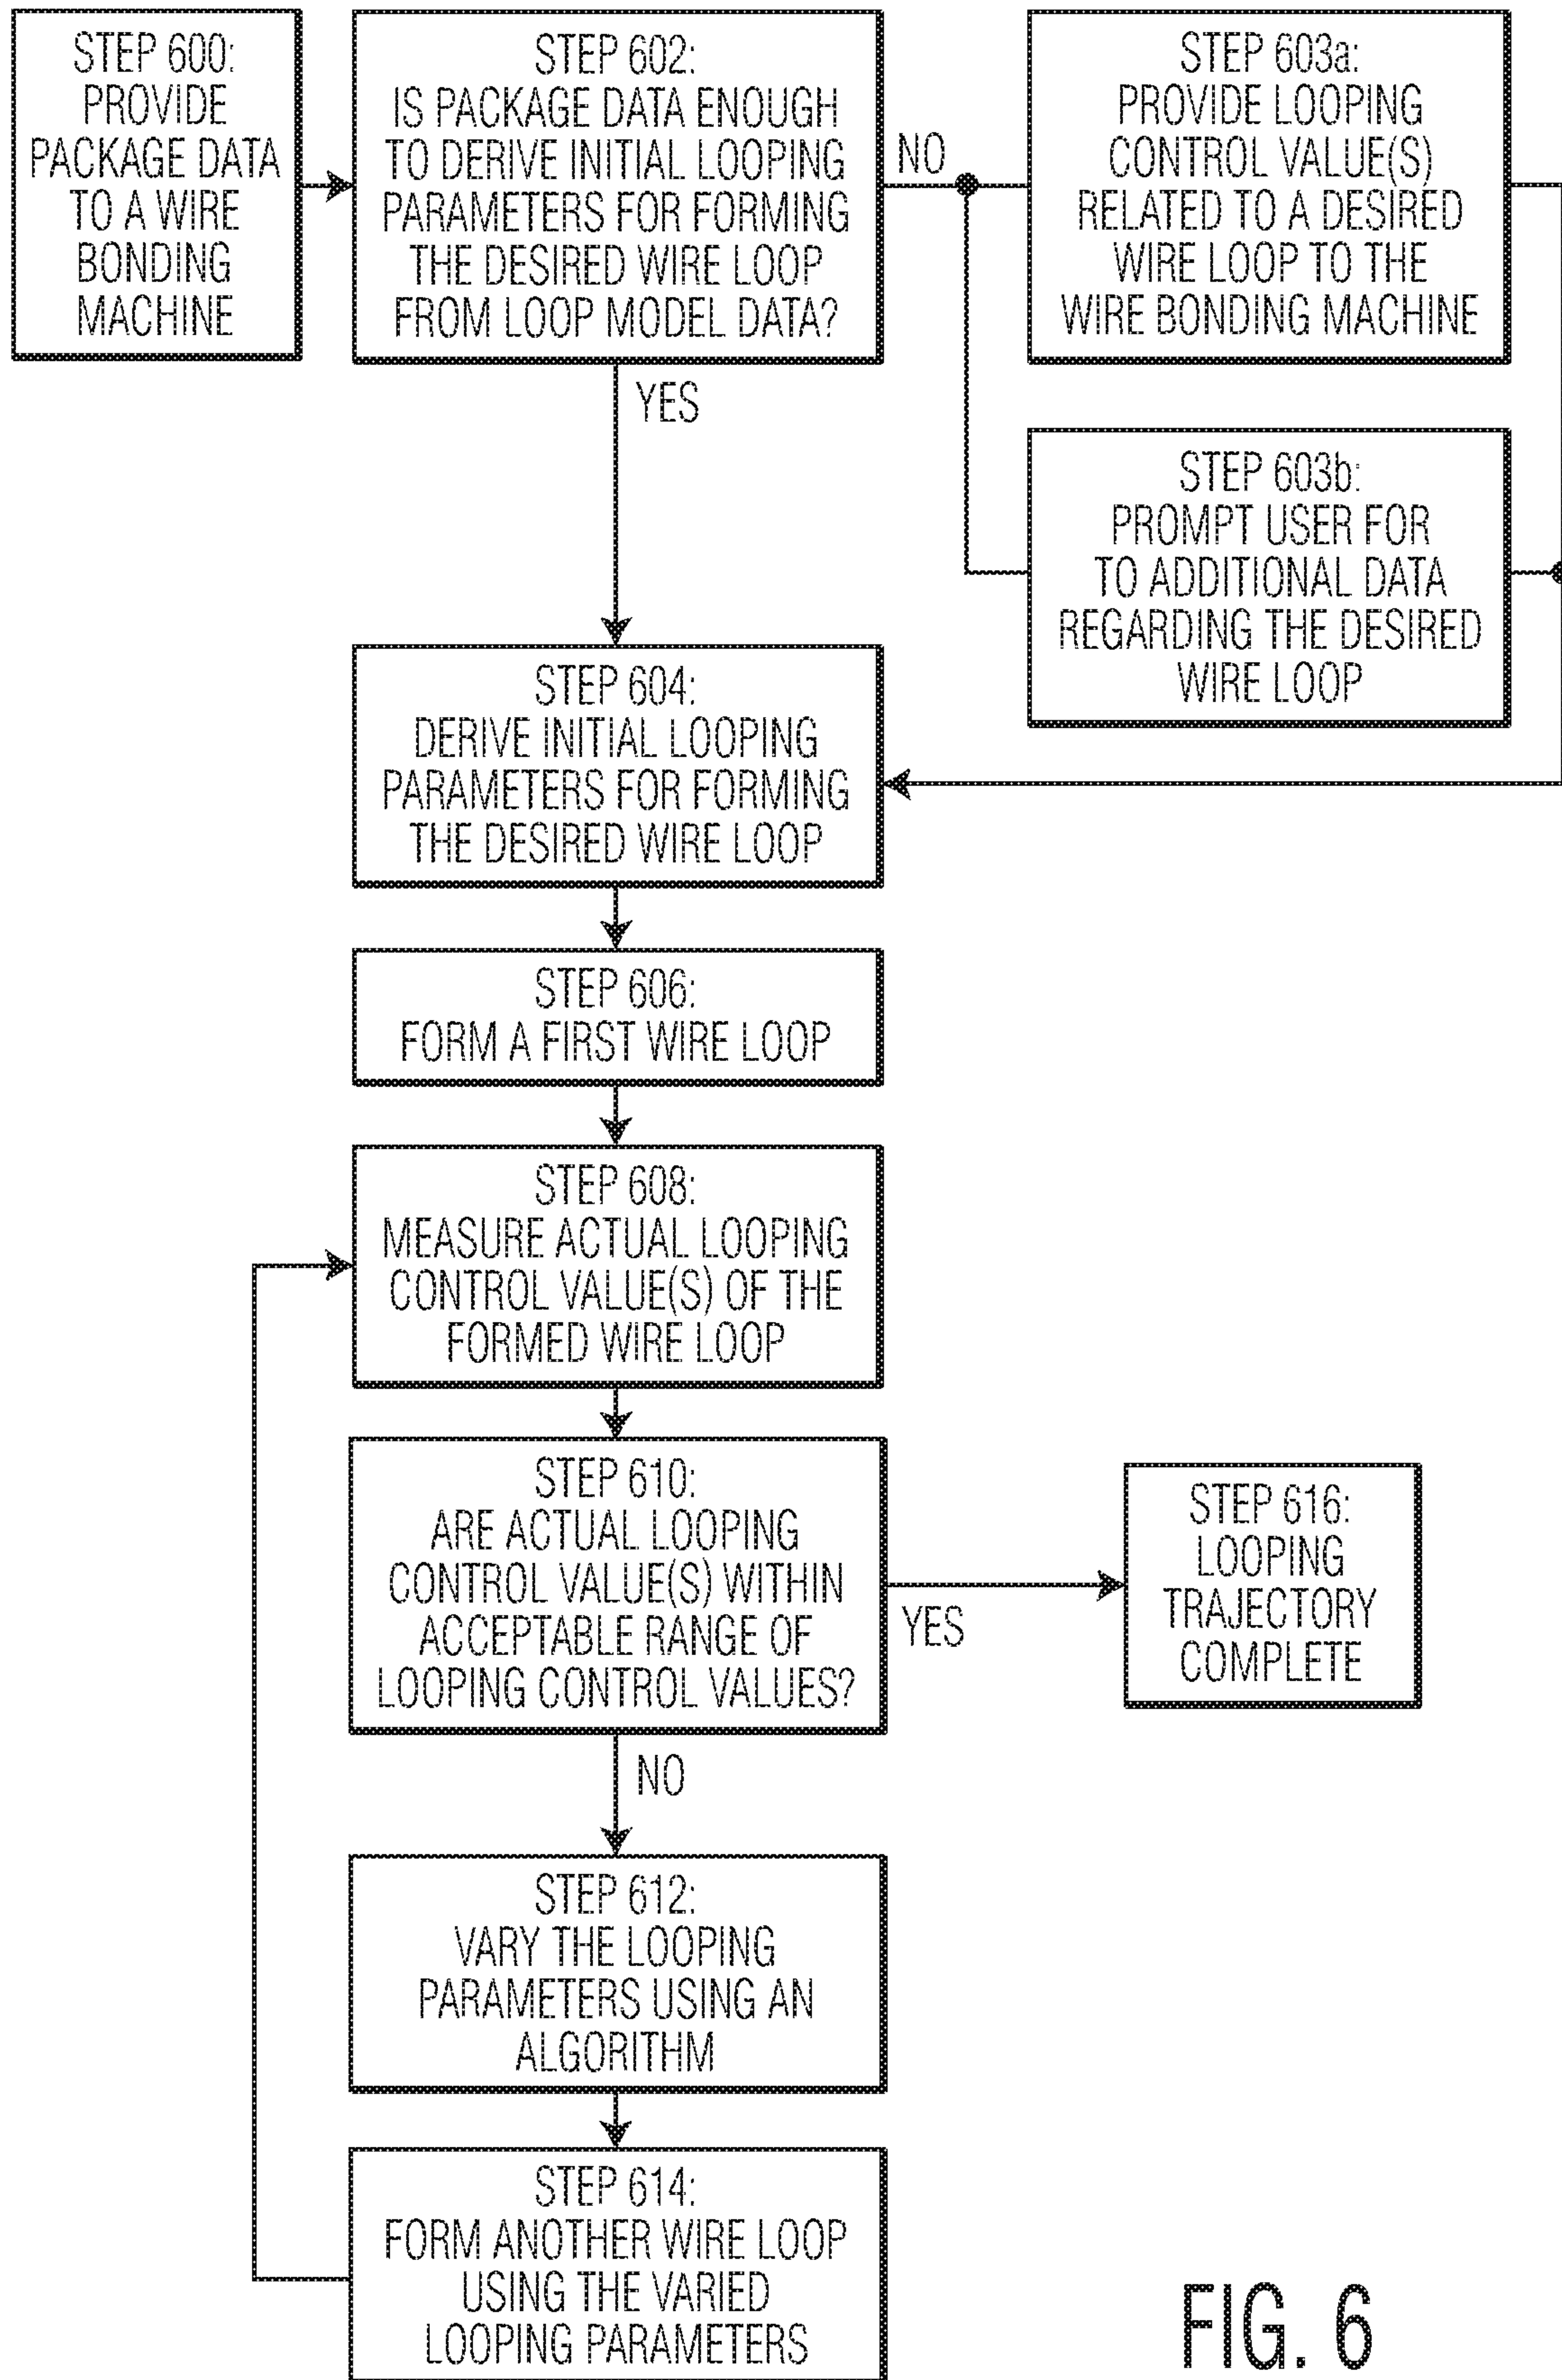 STEP 600:
PROVIDE
PACKAGE DATA
TO A WIRE
BONDING
MACHINE
STEP 602:
IS PACKAGE DATA ENOUGH
TO DERIVE INITIAL LOOPING
PARAMETERS FOR FORMING
THE DESIRED WIRE LOOP
FROM LOOP MODEL DATA?
NO
STEP 603a:
PROVIDE LOOPING
CONTROL VALUE(S)
RELATED TO A DESIRED
WIRE LOOP TO THE
WIRE BONDING MACHINE
YES
STEP 603b:
PROMPT USER FOR
TO ADDITIONAL DATA
REGARDING THE DESIRED
WIRE LOOP
STEP 604:
DERIVE INITIAL LOOPING
PARAMETERS FOR FORMING
THE DESIRED WIRE LOOP
STEP 606:
FORM A FIRST WIRE LOOP
STEP 608:
MEASURE ACTUAL LOOPING
CONTROL VALUE(S) OF THE
FORMED WIRE LOOP
STEP 610:
ARE ACTUAL LOOPING
CONTROL VALUE(S) WITHIN
ACCEPTABLE RANGE OF
LOOPING CONTROL VALUES?
YES
STEP 616:
LOOPING
TRAJECTORY
COMPLETE
NO
STEP 612:
VARY THE LOOPING
PARAMETERS USING AN
ALGORITHM
STEP 614:
FORM ANOTHER WIRE LOOP
USING THE VARIED
LOOPING PARAMETERS
FIG. 6